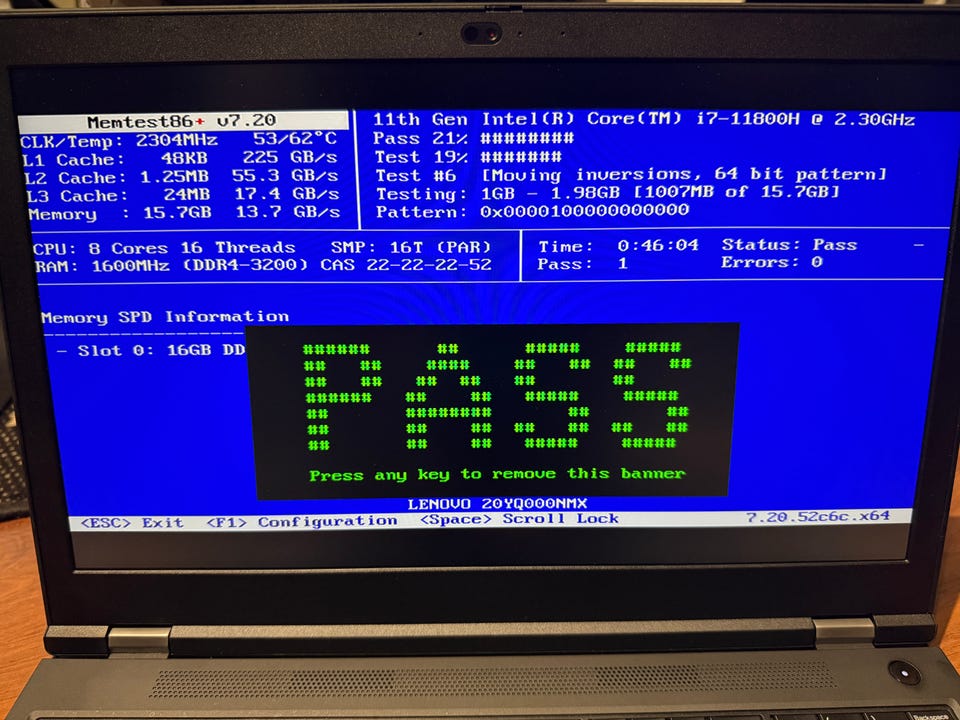 Memtest86+ v7.20
CLK/Temp: 2304MHz 53/62°C
L1 Cache: 48KB 225 GB/s
L2 Cache: 1.25MB 55.3 GB/s
L3 Cache: 24MB 17.4 GB/s
Memory : 15.7GB 13.7 GB/s
11th Gen Intel(R) Core(TM) i7-11800H @ 2.30GHz
Pass 21% #########
Test 19% ########
Test #6 [Moving inversions, 64 bit pattern]
Testing: 1GB - 1.98GB [1007MB of 15.7GB]
Pattern: 0x0000100000000000
CPU: 8 Cores 16 Threads SMP: 16T (PAR)
RAM: 1600MHz (DDR4-3200) CAS 22-22-22-52
Time: 0:46:04 Status: Pass -
Pass: 1 Errors: 0
Memory SPD Information
- Slot 0: 16GB DD
PASS
Press any key to remove this banner
LENOVO 20YQ000NMX
<ESC> Exit <F1> Configuration <Space> Scroll Lock 7.20.52c6c.x64
Backspace